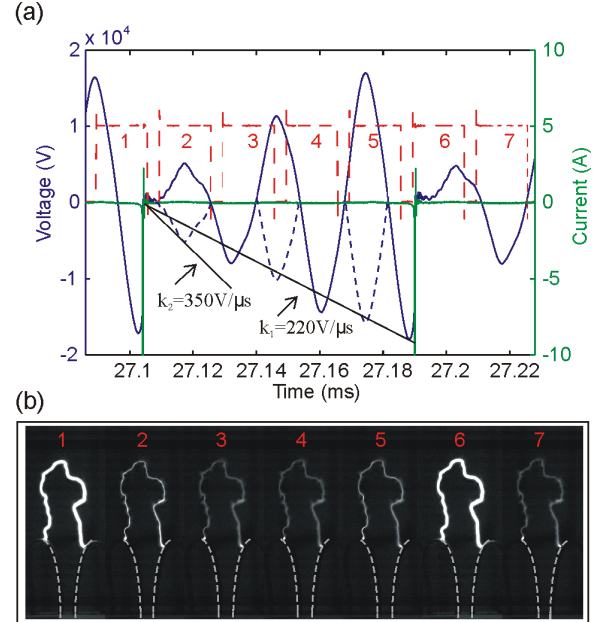 (a)
2 x 10⁴
10
1
5
0
0
-1
-5
-2
-10
Voltage (V)
Current (A)
1 2 3 4 5 6 7
k₂=350V/µs
k₁=220V/µs
27.1 27.12 27.14 27.16 27.18 27.2 27.22
Time (ms)
(b)
1 2 3 4 5 6 7